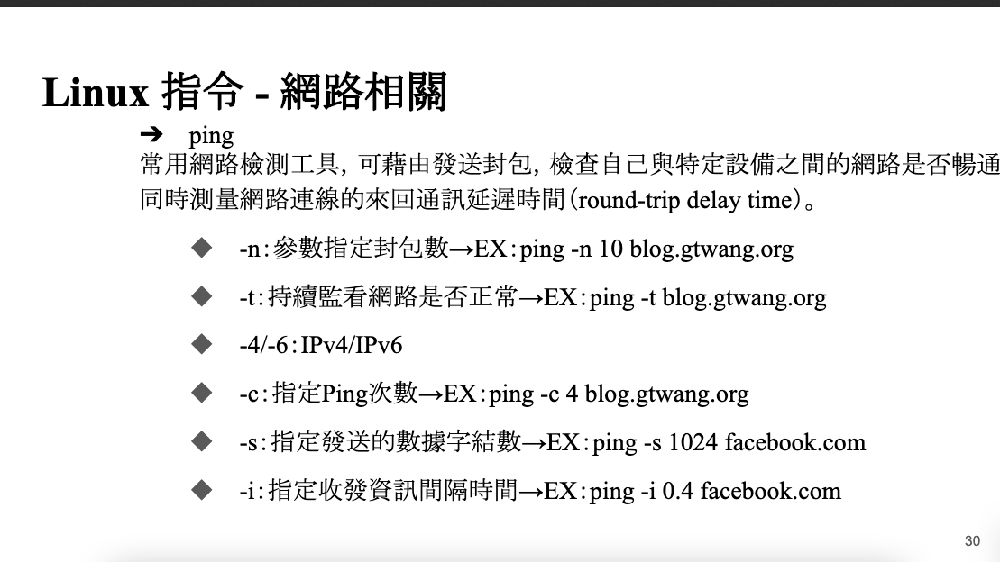 Linux 指令 - 網路相關
➔ ping
常用網路檢測工具, 可藉由發送封包, 檢查自己與特定設備之間的網路是否暢通
同時測量網路連線的來回通訊延遲時間(round-trip delay time)。
◆ -n:參數指定封包數→EX:ping -n 10 blog.gtwang.org
◆ -t:持續監看網路是否正常→EX:ping -t blog.gtwang.org
◆ -4/-6:IPv4/IPv6
◆ -c:指定Ping次數→EX:ping -c 4 blog.gtwang.org
◆ -s:指定發送的數據字結數→EX:ping -s 1024 facebook.com
◆ -i:指定收發資訊間隔時間→EX:ping -i 0.4 facebook.com
30